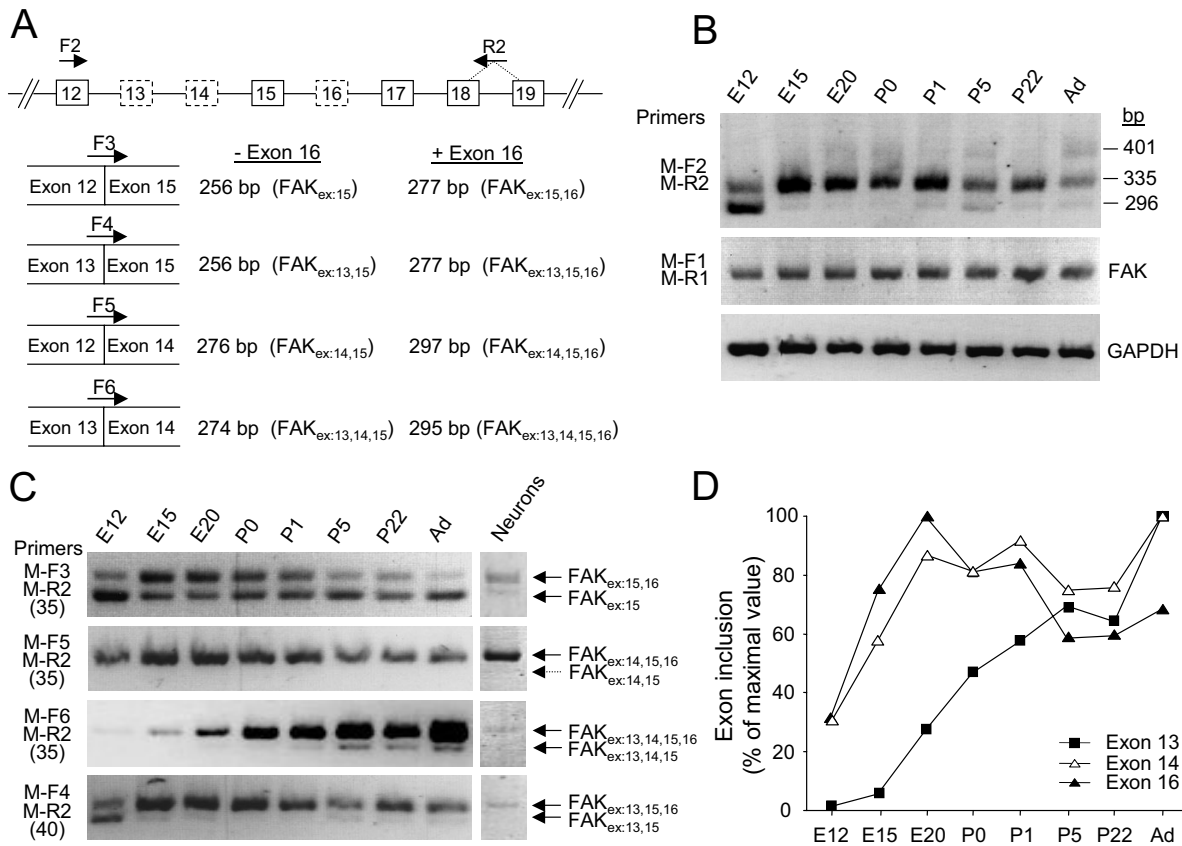 A
F2
R2
12 13 14 15 16 17 18 19
F3
- Exon 16
+ Exon 16
Exon 12 Exon 15
256 bp (FAKex:15)
277 bp (FAKex:15,16)
F4
Exon 13 Exon 15
256 bp (FAKex:13,15)
277 bp (FAKex:13,15,16)
F5
Exon 12 Exon 14
276 bp (FAKex:14,15)
297 bp (FAKex:14,15,16)
F6
Exon 13 Exon 14
274 bp (FAKex:13,14,15)
295 bp (FAKex:13,14,15,16)
B
E12 E15 E20 P0 P1 P5 P22 Ad
Primers
bp
M-F2
M-R2
401
335
296
M-F1
M-R1
FAK
GAPDH
C
E12 E15 E20 P0 P1 P5 P22 Ad Neurons
Primers
M-F3
M-R2
(35)
FAKex:15,16
FAKex:15
M-F5
M-R2
(35)
FAKex:14,15,16
FAKex:14,15
M-F6
M-R2
(35)
FAKex:13,14,15,16
FAKex:13,14,15
M-F4
M-R2
(40)
FAKex:13,15,16
FAKex:13,15
D
Exon inclusion
(% of maximal value)
100
80
60
40
20
0
Exon 13
Exon 14
Exon 16
E12 E15 E20 P0 P1 P5 P22 Ad